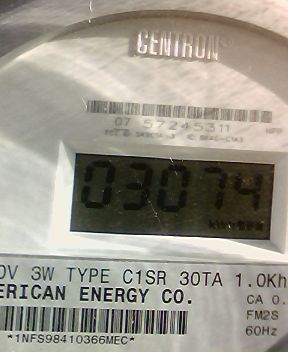 CENTRON®
07 57245311
03074
0V 3W TYPE C1SR 30TA 1.0Kh
ERICAN ENERGY CO.
CA 0.
FM2S
60Hz
*1NFS98410366MEC*